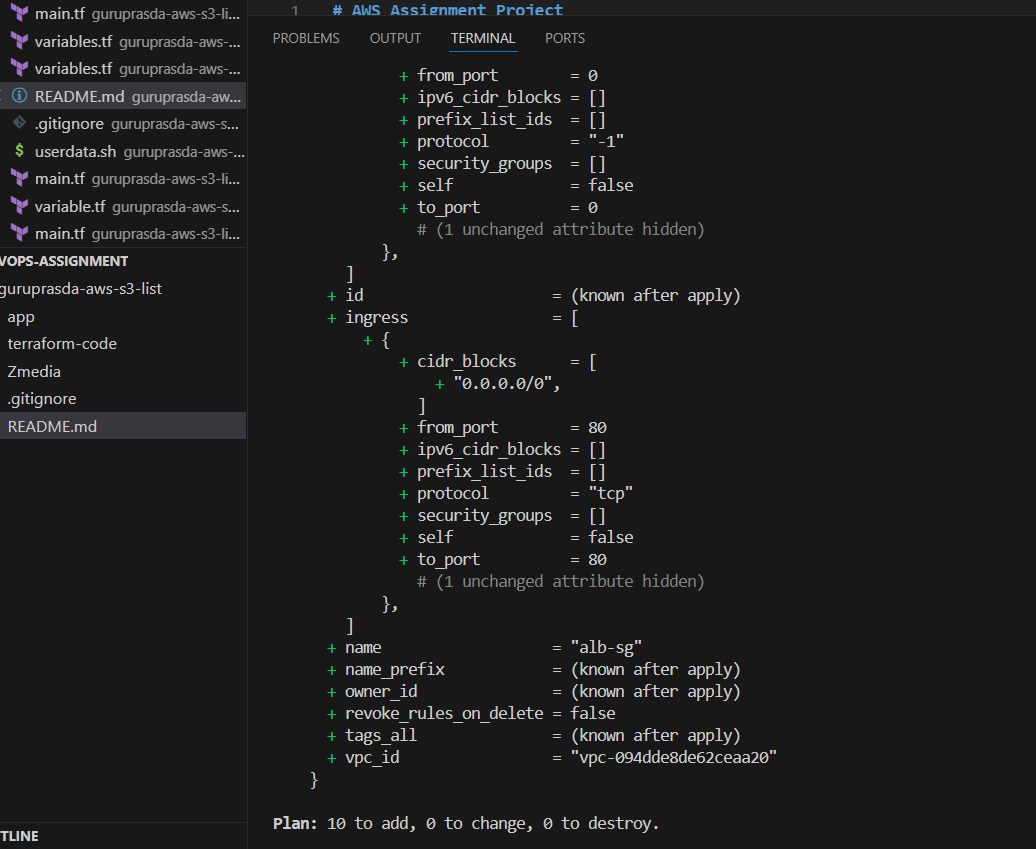 main.tf guruprasda-aws-s3-li...
variables.tf guruprasda-aws-...
variables.tf guruprasda-aws-...
README.md guruprasda-aw...
.gitignore guruprasda-aws-s...
$ userdata.sh guruprasda-aws-...
main.tf guruprasda-aws-s3-li...
variable.tf guruprasda-aws-s...
main.tf guruprasda-aws-s3-li...
VOPS-ASSIGNMENT
guruprasda-aws-s3-list
app
terraform-code
Zmedia
.gitignore
README.md
TLINE
1 # AWS Assignment Project
PROBLEMS OUTPUT TERMINAL PORTS
+ from_port = 0
+ ipv6_cidr_blocks = []
+ prefix_list_ids = []
+ protocol = "-1"
+ security_groups = []
+ self = false
+ to_port = 0
# (1 unchanged attribute hidden)
},
]
+ id = (known after apply)
+ ingress = [
+ {
+ cidr_blocks = [
+ "0.0.0.0/0",
]
+ from_port = 80
+ ipv6_cidr_blocks = []
+ prefix_list_ids = []
+ protocol = "tcp"
+ security_groups = []
+ self = false
+ to_port = 80
# (1 unchanged attribute hidden)
},
]
+ name = "alb-sg"
+ name_prefix = (known after apply)
+ owner_id = (known after apply)
+ revoke_rules_on_delete = false
+ tags_all = (known after apply)
+ vpc_id = "vpc-094dde8de62ceaa20"
}
Plan: 10 to add, 0 to change, 0 to destroy.